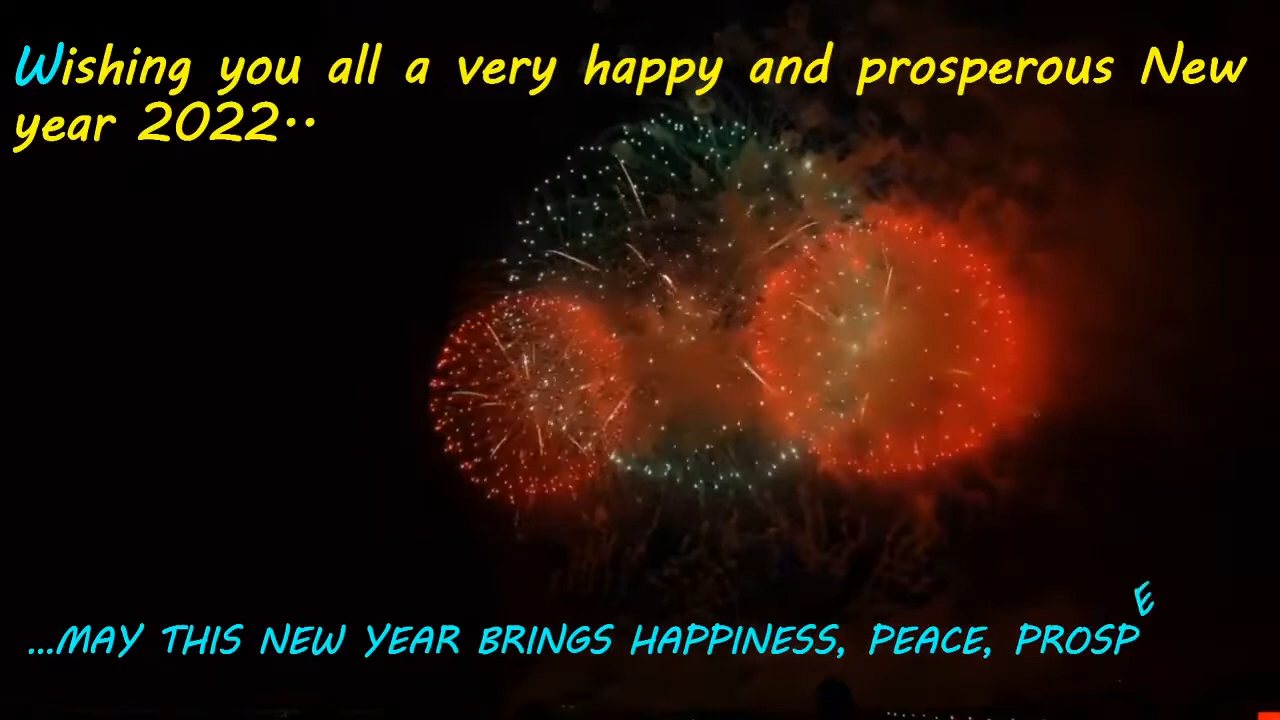 Wishing you all a very happy and prosperous New
year 2022..
...MAY THIS NEW YEAR BRINGS HAPPINESS, PEACE, PROSPE